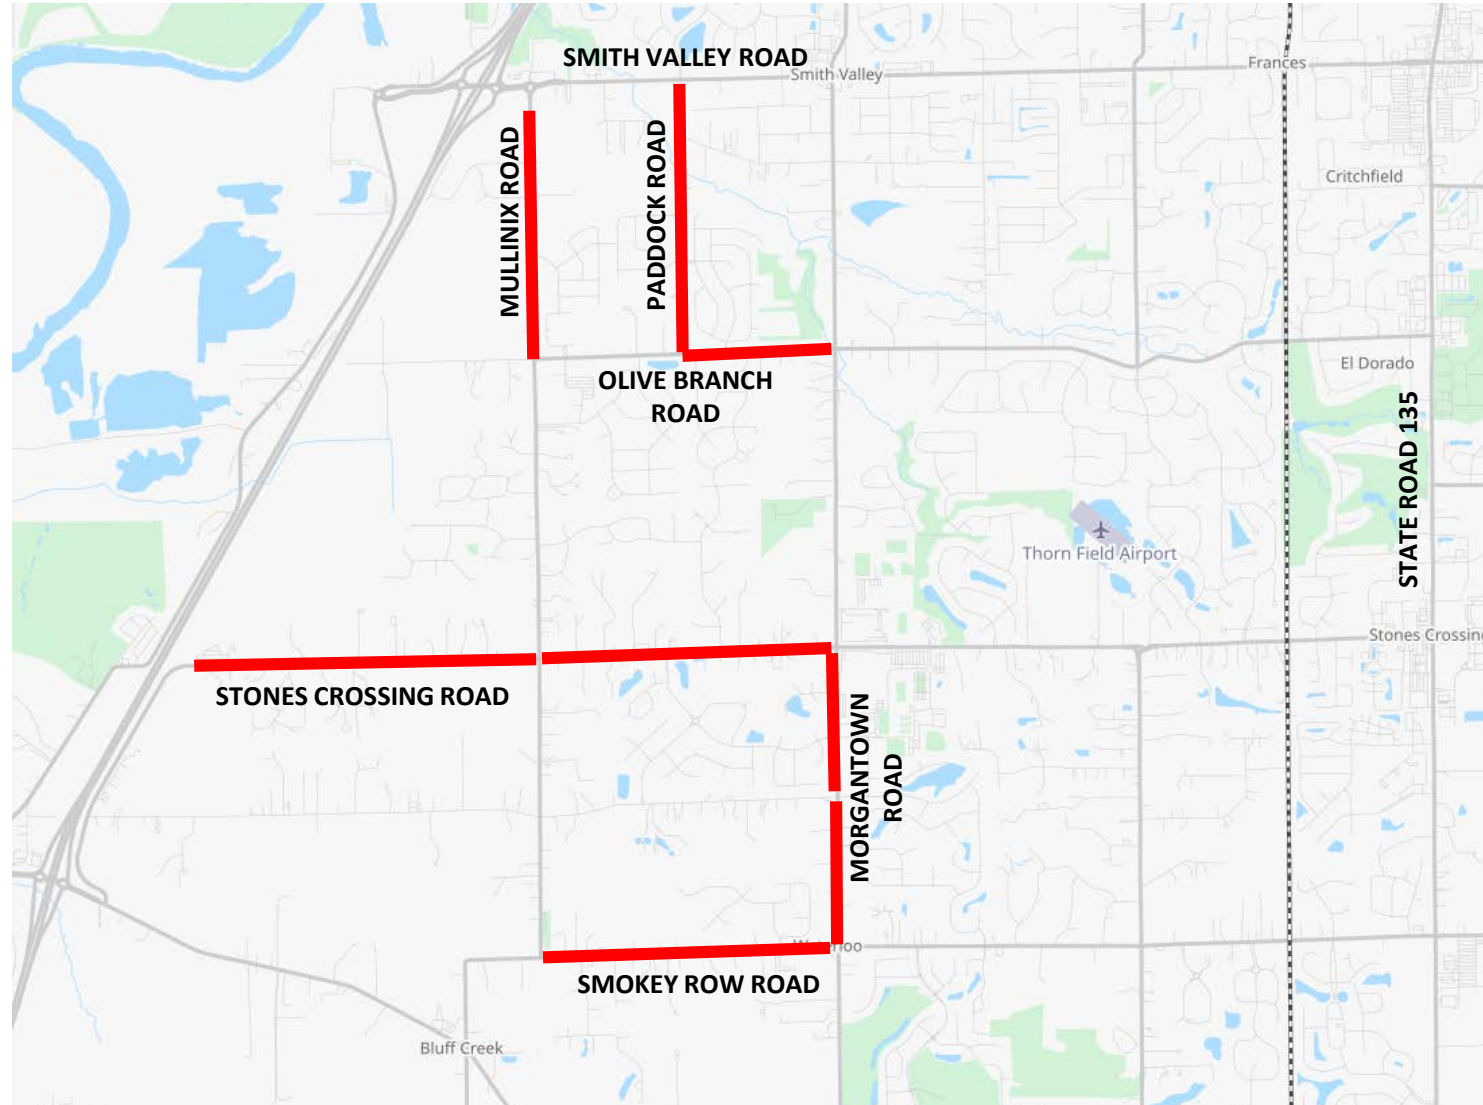 SMITH VALLEY ROAD
Smith Valley
Frances
MULLINIX ROAD
PADDOCK ROAD
Critchfield
OLIVE BRANCH
ROAD
El Dorado
STATE ROAD 135
Thorn Field Airport
Stones Crossing
STONES CROSSING ROAD
MORGANTOWN
ROAD
SMOKEY ROW ROAD
Bluff Creek